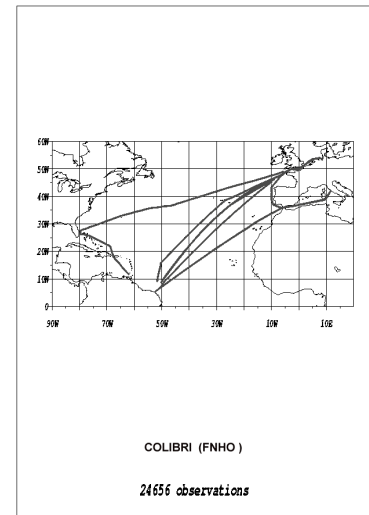 60N
50N
40N
30N
20N
10N
0
90W 70W 50W 30W 10W 10E
COLIBRI (FNHO )
24656 observations